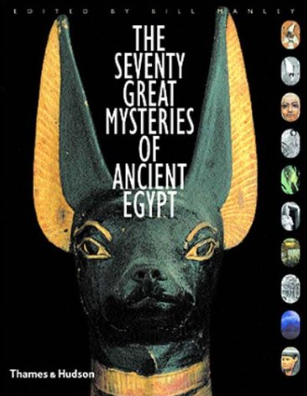 EDITED BY BILL MANLEY
THE
SEVENTY
GREAT
MYSTERIES
OF
ANCIENT
EGYPT
Thames & Hudson